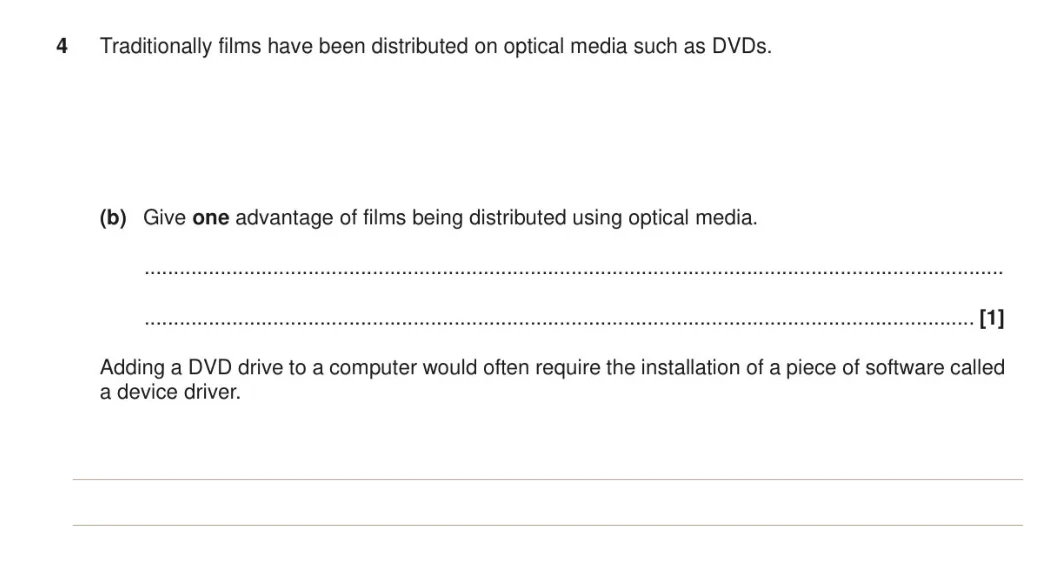 4 Traditionally films have been distributed on optical media such as DVDs.
(b) Give one advantage of films being distributed using optical media.
..........................................................................................................................................................
..................................................................................................................................................... [1]
Adding a DVD drive to a computer would often require the installation of a piece of software called
a device driver.